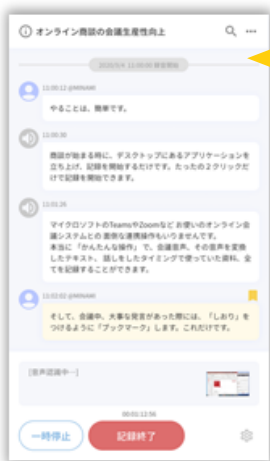 オンライン商談の会議生産性向上
11:00:12 @MINAMI
やることは、簡単です。
11:00:30
商談が始まる時に、デスクトップにあるアプリケーションを
立ち上げ、記録を開始するだけです。たったの2クリックだ
けで記録を開始できます。
11:01:26
マイクロソフトのTeamsやZoomなど お使いのオンライン会
議システムとの 面倒な連携操作もいりません。
本当に「かんたんな操作」で、会議音声、その音声を変換
したテキスト、 話しをしたタイミングで使っていた資料、全
てを記録することができます。
11:02:02 @MINAMI
そして、会議中、大事な発言があった際には、「しおり」を
つけるように「ブックマーク」します。これだけです。
[音声認識中…]
00:01:12:56
一時停止
記録終了